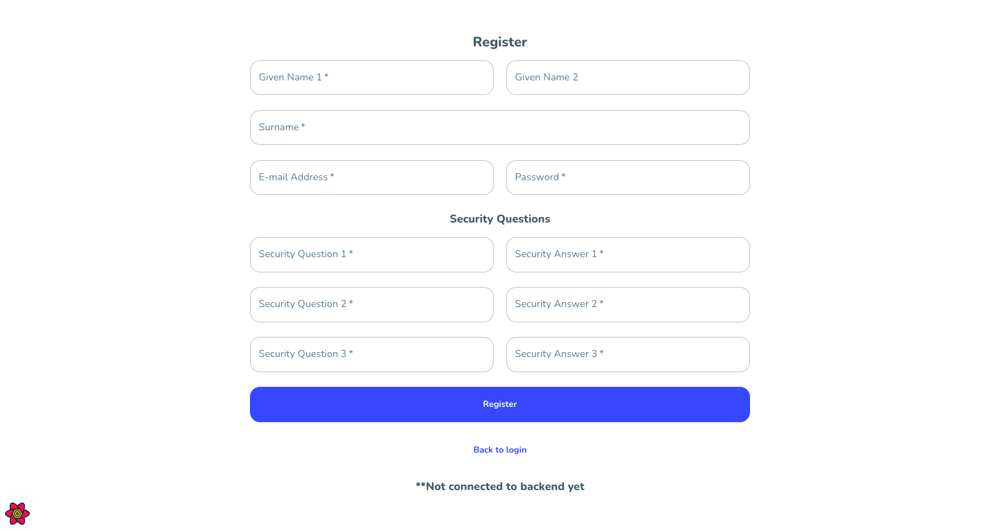 Register
Given Name 1 *
Given Name 2
Surname *
E-mail Address *
Password *
Security Questions
Security Question 1 *
Security Answer 1 *
Security Question 2 *
Security Answer 2 *
Security Question 3 *
Security Answer 3 *
Register
Back to login
**Not connected to backend yet